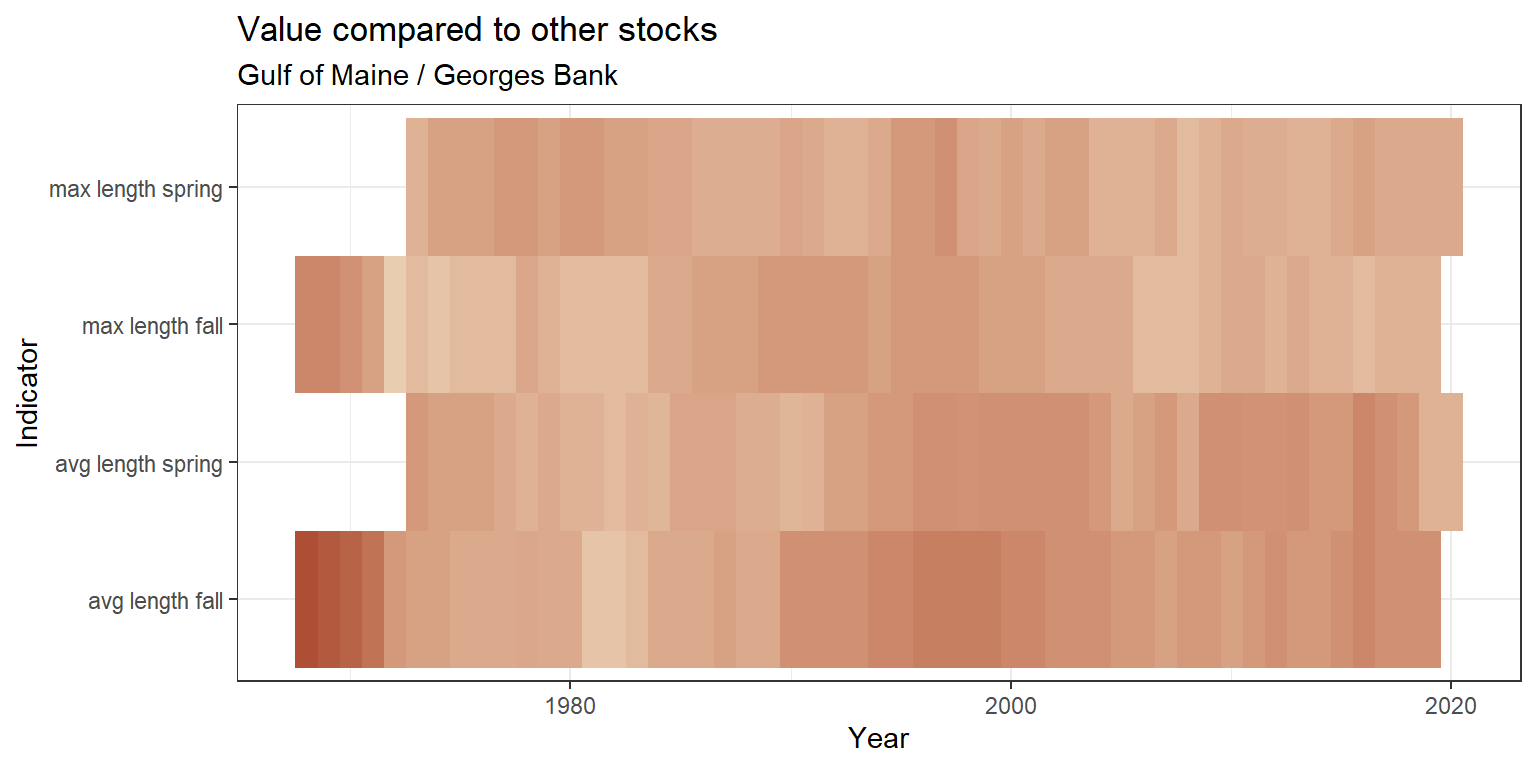 Value compared to other stocks
Gulf of Maine / Georges Bank
max length spring
max length fall
avg length spring
avg length fall
Indicator
1980
2000
2020
Year